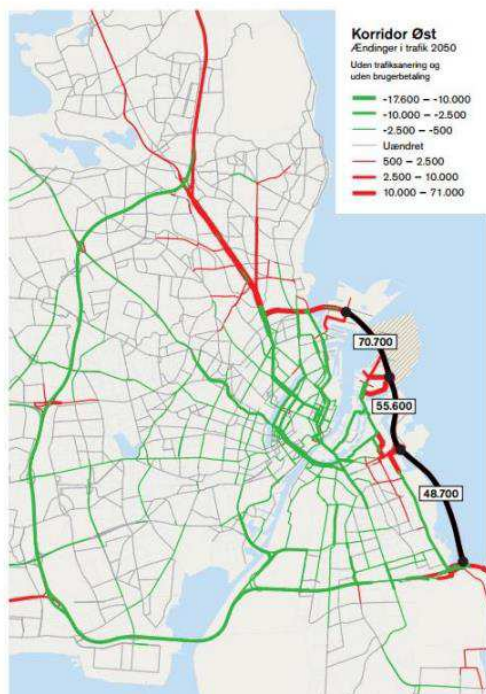 Korridor Øst
Ændinger i trafik 2050
Uden trafiksanering og
uden brugerbetaling
-17.600 – -10.000
-10.000 – -2.500
-2.500 – -500
Uændret
500 – 2.500
2.500 – 10.000
10.000 – 71.000
70.700
55.600
48.700